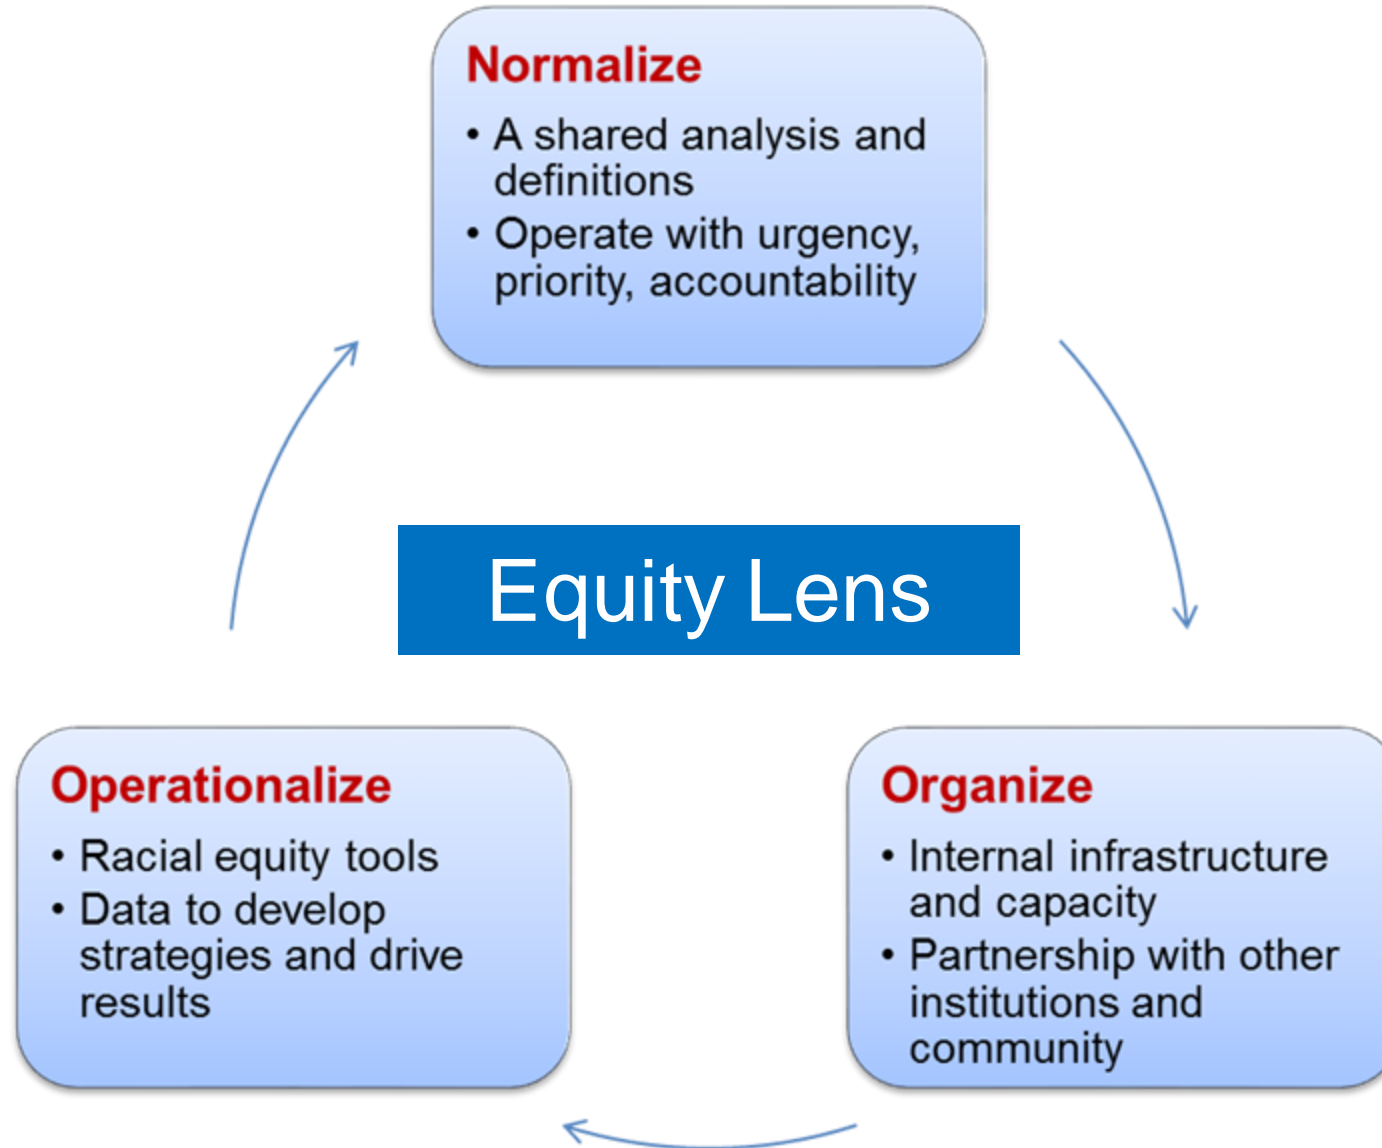 Normalize
• A shared analysis and
definitions
• Operate with urgency,
priority, accountability
Equity Lens
Operationalize
• Racial equity tools
• Data to develop
strategies and drive
results
Organize
• Internal infrastructure
and capacity
• Partnership with other
institutions and
community